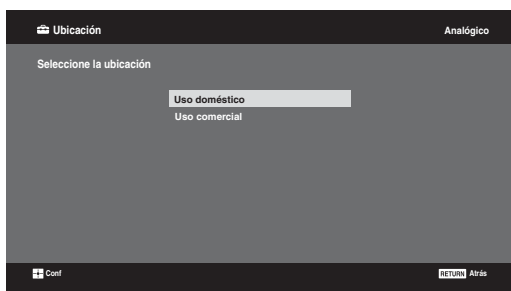 Ubicación Analógico
Seleccione la ubicación
Uso doméstico
Uso comercial
Conf RETURN Atrás